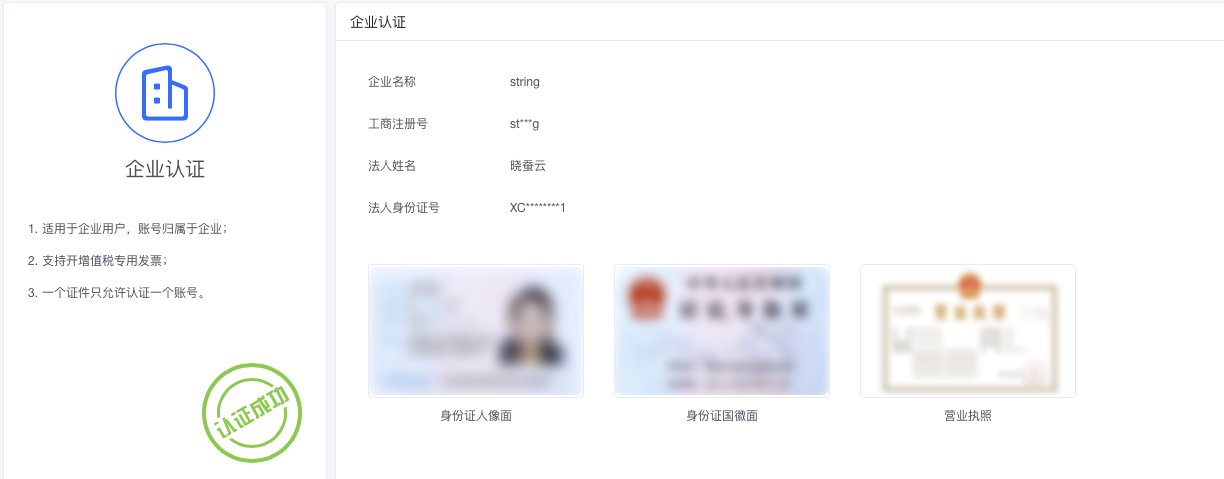 企业认证
1. 适用于企业用户，账号归属于企业；
2. 支持开增值税专用发票；
3. 一个证件只允许认证一个账号。
认证成功
企业认证
企业名称 string
工商注册号 st***g
法人姓名 晓蚕云
法人身份证号 XC********1
身份证人像面 身份证国徽面 营业执照